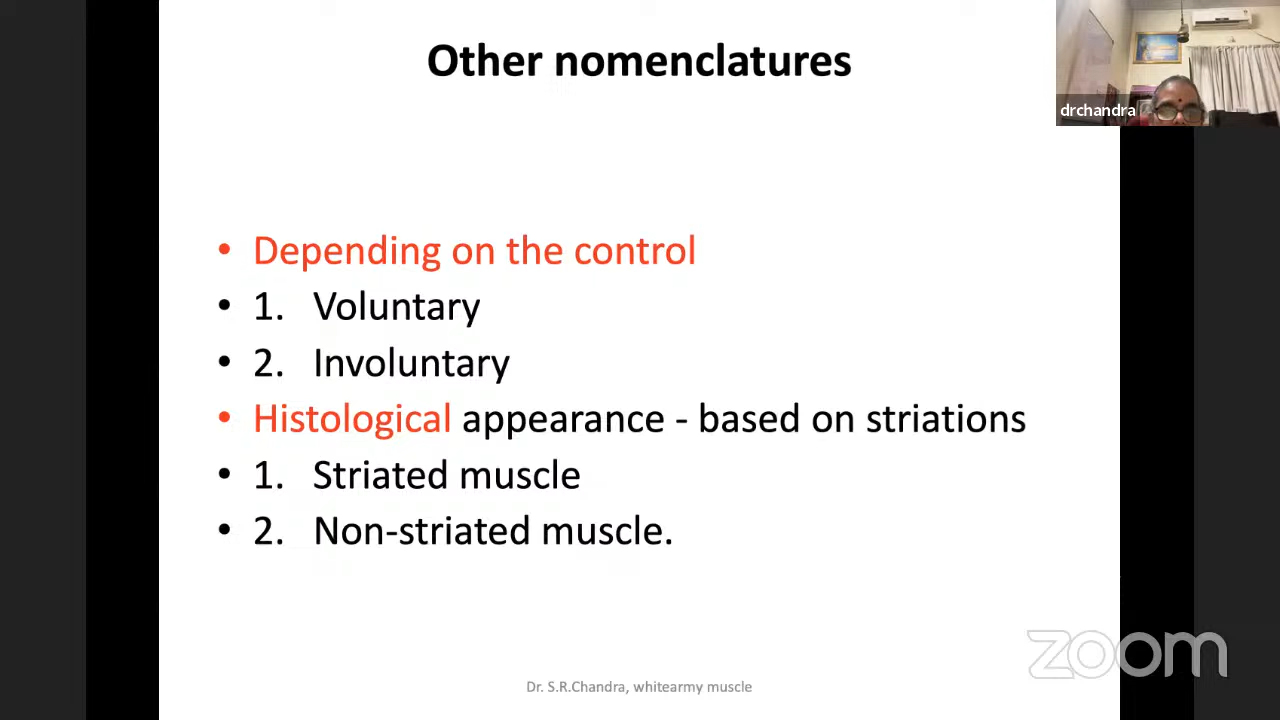 Other nomenclatures
drchandra
• Depending on the control
• 1. Voluntary
• 2. Involuntary
• Histological appearance - based on striations
• 1. Striated muscle
• 2. Non-striated muscle.
zoom
Dr. S.R.Chandra, whitearmy muscle